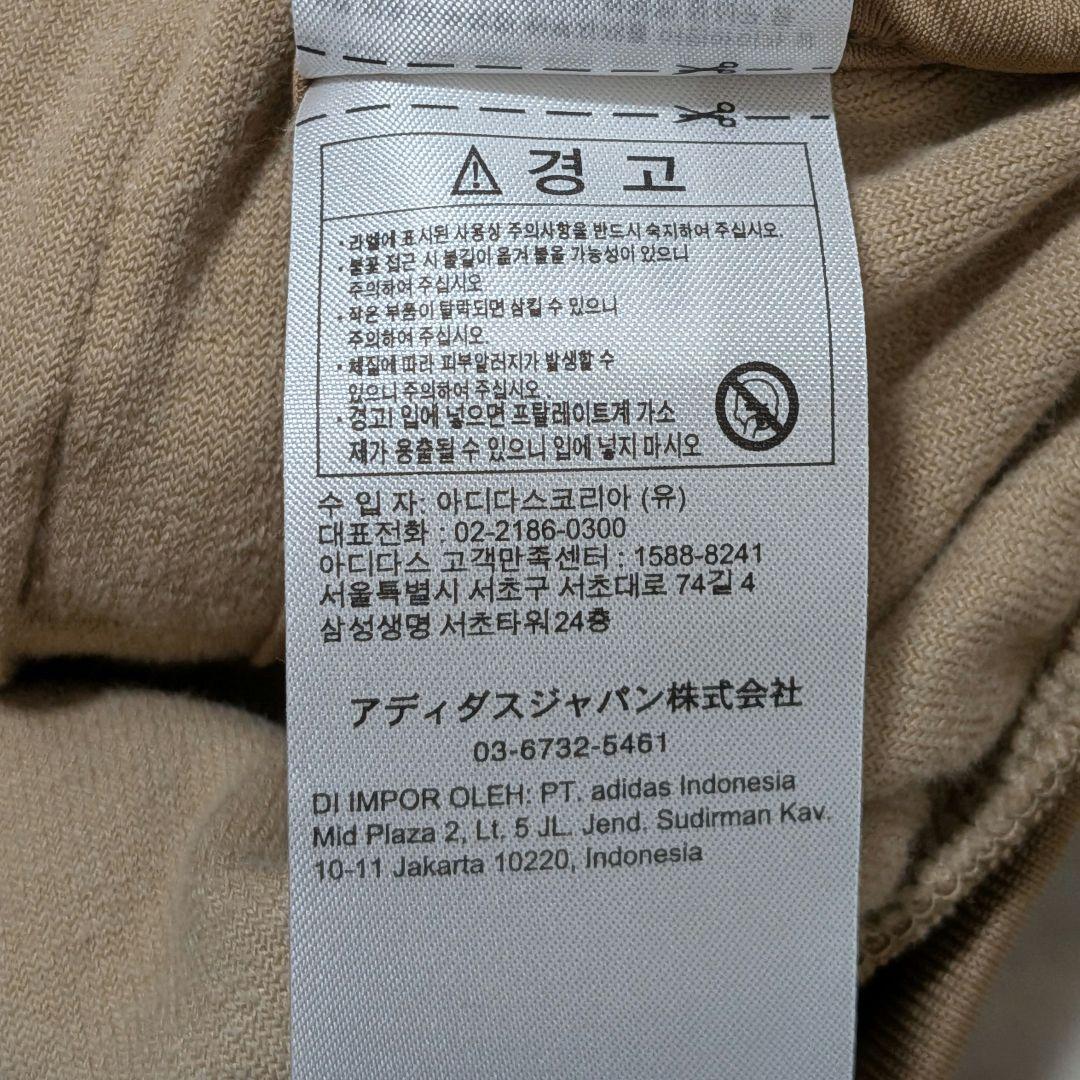 경 고
· 라벨에 표시된 사용상 주의사항을 반드시 숙지하여 주십시오.
· 불꽃 접근 시 불길이 옮겨 붙을 가능성이 있으니
주의하여 주십시오
· 작은 부품이 탈락되면 삼킬 수 있으니
주의하여 주십시오.
· 체질에 따라 피부알러지가 발생할 수
있으니 주의하여 주십시오
· 경고! 입에 넣으면 프탈레이트계 가소
제가 용출될 수 있으니 입에 넣지 마시오
수 입 자: 아디다스코리아 (유)
대표전화 : 02-2186-0300
아디다스 고객만족센터 : 1588-8241
서울특별시 서초구 서초대로 74길 4
삼성생명 서초타워 24층
アディダスジャパン株式会社
03-6732-5461
DI IMPOR OLEH: PT. adidas Indonesia
Mid Plaza 2, Lt. 5 JL. Jend. Sudirman Kav.
10-11 Jakarta 10220, Indonesia